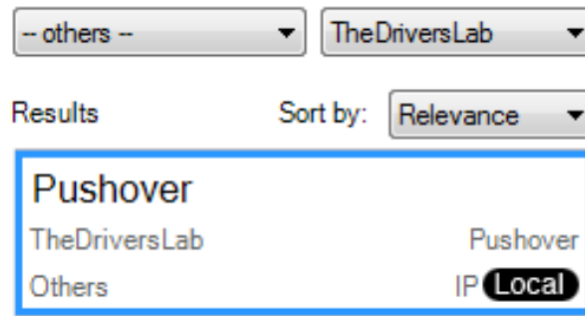 -- others -- TheDriversLab
Results Sort by: Relevance
Pushover
TheDriversLab Pushover
Others IP Local